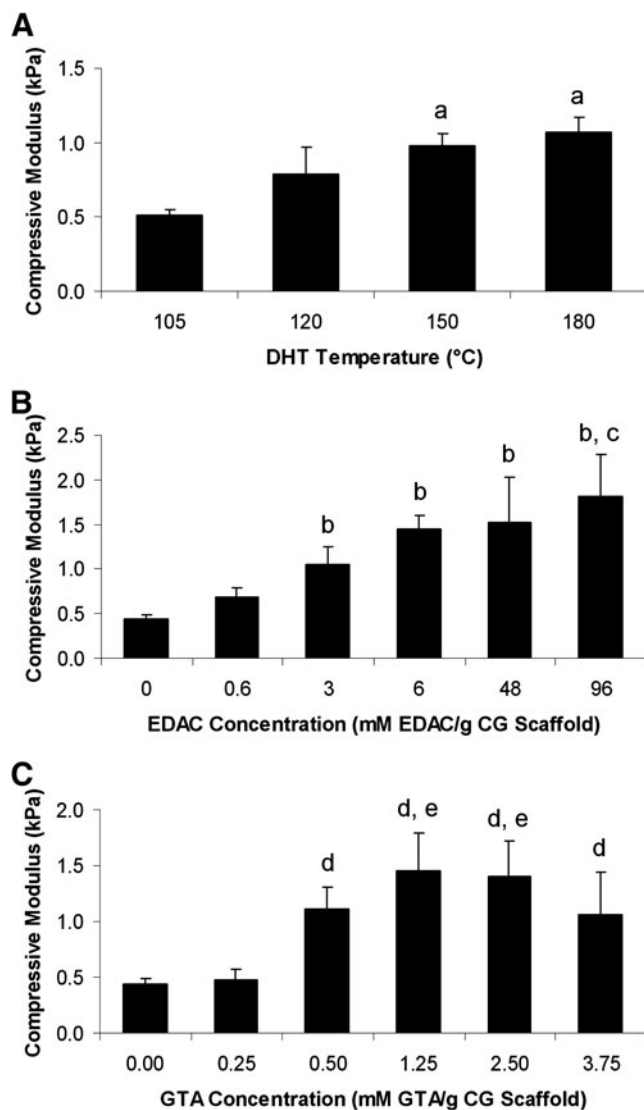 A
Compressive Modulus (kPa)
1.5
1.0
0.5
0.0
a
a
105 120 150 180
DHT Temperature (°C)
B
Compressive Modulus (kPa)
2.5
2.0
1.5
1.0
0.5
0.0
b
b
b
b, c
0 0.6 3 6 48 96
EDAC Concentration (mM EDAC/g CG Scaffold)
C
Compressive Modulus (kPa)
2.0
1.5
1.0
0.5
0.0
d
d, e
d, e
d
0.00 0.25 0.50 1.25 2.50 3.75
GTA Concentration (mM GTA/g CG Scaffold)